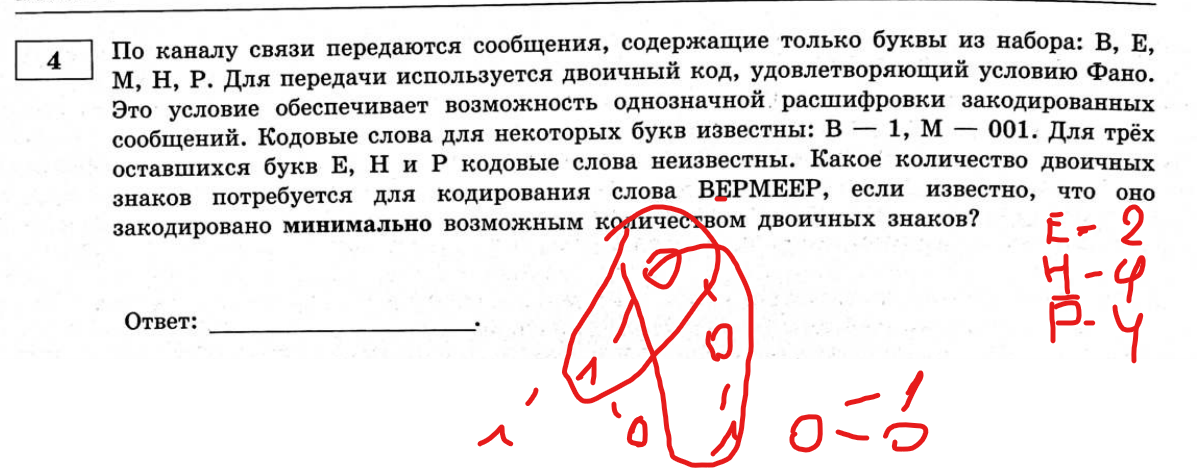 4
По каналу связи передаются сообщения, содержащие только буквы из набора: В, Е,
М, Н, Р. Для передачи используется двоичный код, удовлетворяющий условию Фано.
Это условие обеспечивает возможность однозначной расшифровки закодированных
сообщений. Кодовые слова для некоторых букв известны: В — 1, М — 001. Для трёх
оставшихся букв Е, Н и Р кодовые слова неизвестны. Какое количество двоичных
знаков потребуется для кодирования слова ВЕРМЕЕР, если известно, что оно
закодировано минимально возможным количеством двоичных знаков?
Е - 2
Н - 4
Р - 4
Ответ: .
0
1 0
1 0 1 0 - 1
0